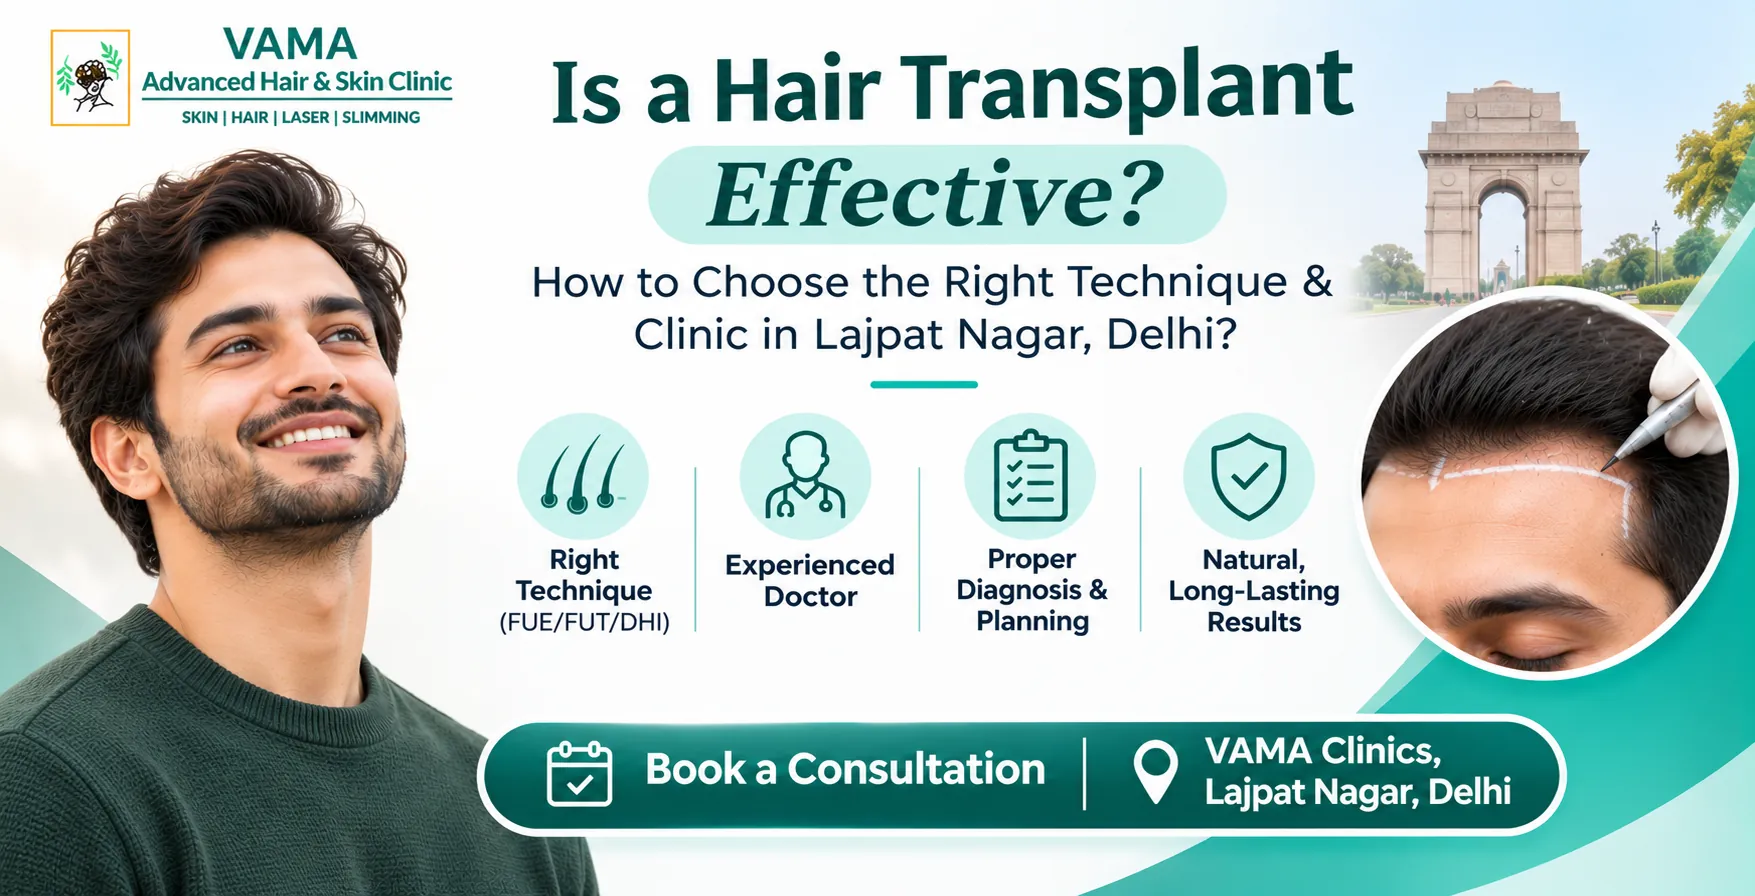 VAMA
Advanced Hair & Skin Clinic
SKIN | HAIR | LASER | SLIMMING
Is a Hair Transplant
Effective?
How to Choose the Right Technique &
Clinic in Lajpat Nagar, Delhi?
Right
Technique
(FUE/FUT/DHI)
Experienced
Doctor
Proper
Diagnosis &
Planning
Natural,
Long-Lasting
Results
Book a Consultation
VAMA Clinics,
Lajpat Nagar, Delhi